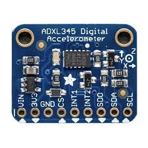 ADXL345 Digital
Accelerometer
Z
Y
X
VIN
3V3
GND
CS
INT1
INT2
SDO
SDA
SCL